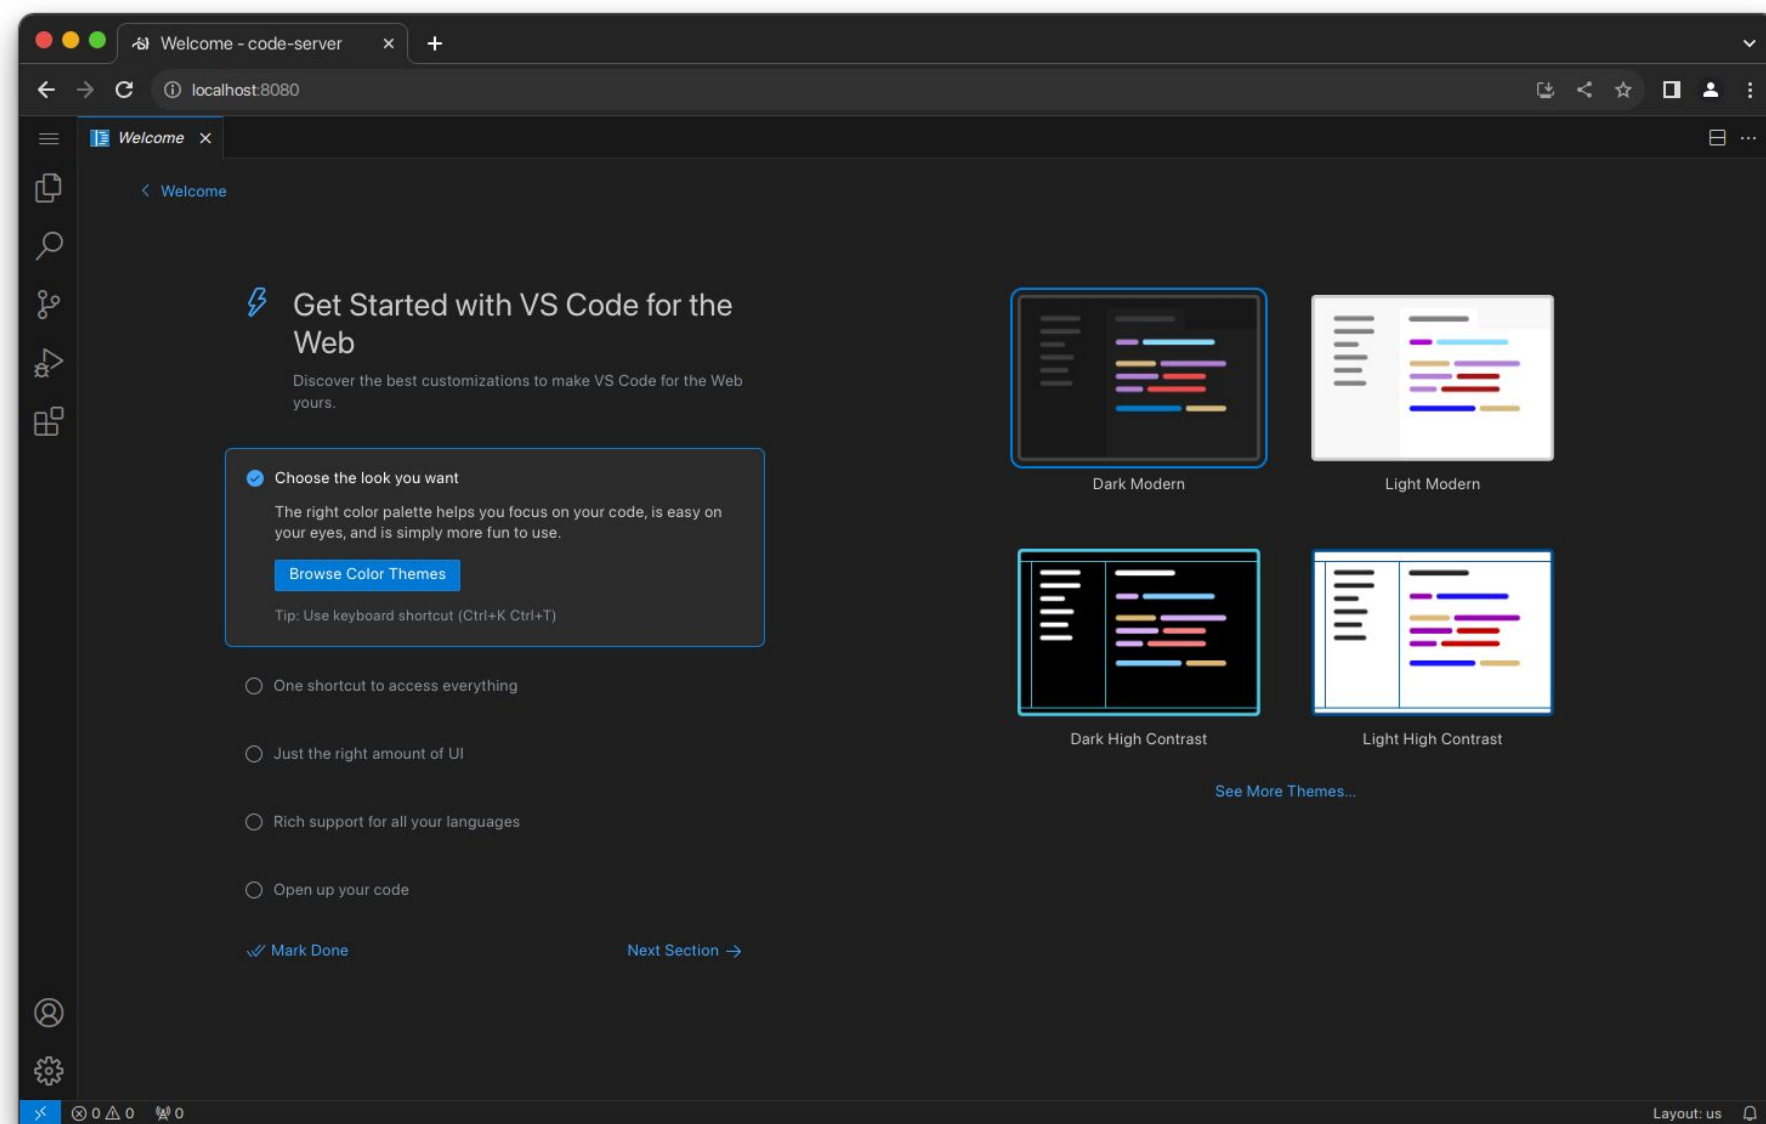 Welcome - code-server
localhost:8080
Welcome
Welcome
Get Started with VS Code for the
Web
Discover the best customizations to make VS Code for the Web
yours.
Choose the look you want
The right color palette helps you focus on your code, is easy on
your eyes, and is simply more fun to use.
Browse Color Themes
Tip: Use keyboard shortcut (Ctrl+K Ctrl+T)
One shortcut to access everything
Just the right amount of UI
Rich support for all your languages
Open up your code
Mark Done
Next Section
Dark Modern
Light Modern
Dark High Contrast
Light High Contrast
See More Themes...
0 0 0
Layout: us